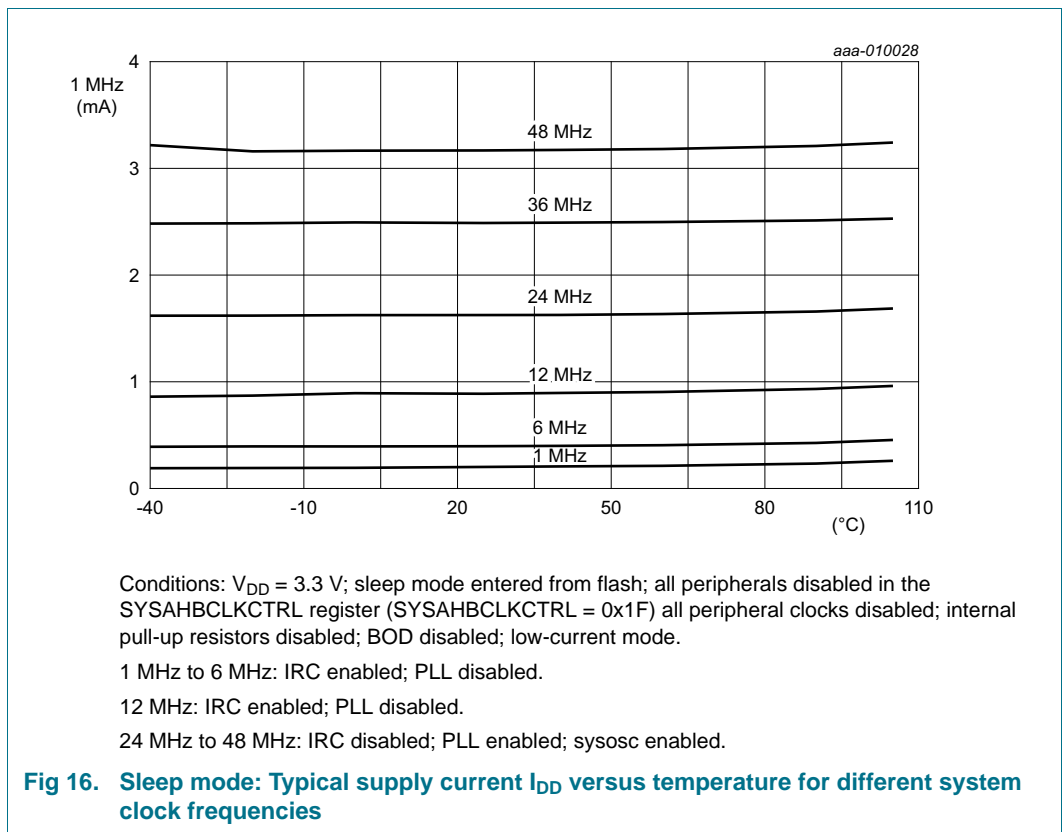 aaa-010028
4
1 MHz
(mA)
48 MHz
3
36 MHz
2
24 MHz
1
12 MHz
6 MHz
1 MHz
0
-40 -10 20 50 80 110
(°C)
Conditions: VDD = 3.3 V; sleep mode entered from flash; all peripherals disabled in the
SYSAHBCLKCTRL register (SYSAHBCLKCTRL = 0x1F) all peripheral clocks disabled; internal
pull-up resistors disabled; BOD disabled; low-current mode.
1 MHz to 6 MHz: IRC enabled; PLL disabled.
12 MHz: IRC enabled; PLL disabled.
24 MHz to 48 MHz: IRC disabled; PLL enabled; sysosc enabled.
Fig 16. Sleep mode: Typical supply current IDD versus temperature for different system
clock frequencies